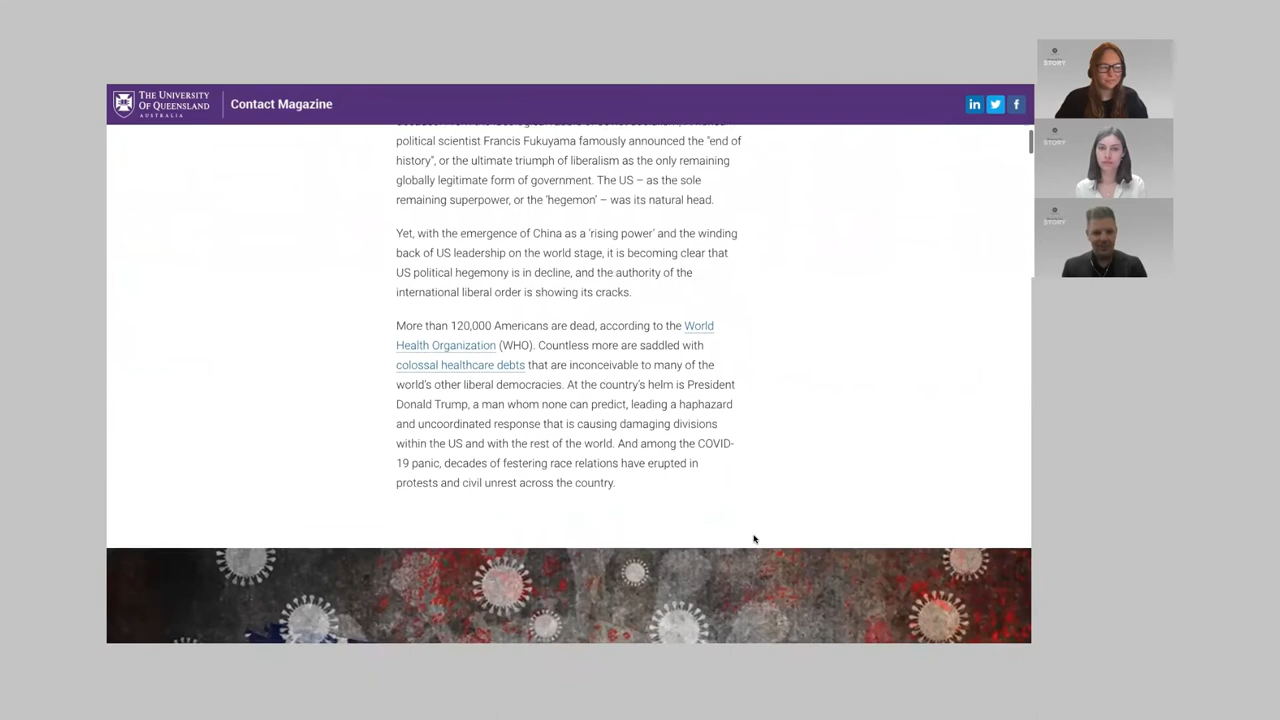 THE UNIVERSITY
OF QUEENSLAND
AUSTRALIA
Contact Magazine
in
f
political scientist Francis Fukuyama famously announced the "end of
history", or the ultimate triumph of liberalism as the only remaining
globally legitimate form of government. The US – as the sole
remaining superpower, or the 'hegemon' – was its natural head.
Yet, with the emergence of China as a 'rising power' and the winding
back of US leadership on the world stage, it is becoming clear that
US political hegemony is in decline, and the authority of the
international liberal order is showing its cracks.
More than 120,000 Americans are dead, according to the World
Health Organization (WHO). Countless more are saddled with
colossal healthcare debts that are inconceivable to many of the
world's other liberal democracies. At the country's helm is President
Donald Trump, a man whom none can predict, leading a haphazard
and uncoordinated response that is causing damaging divisions
within the US and with the rest of the world. And among the COVID-
19 panic, decades of festering race relations have erupted in
protests and civil unrest across the country.
STORY
STORY
STORY